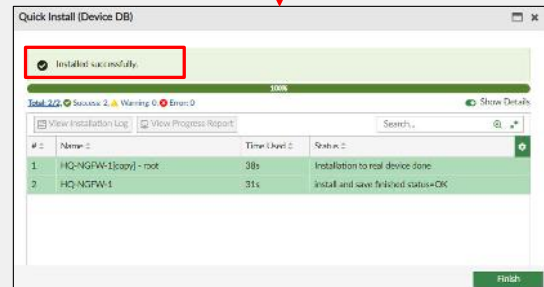 Quick Install (Device DB)
Installed successfully.
100%
Total: 2/2, Success: 2, Warning: 0, Error: 0 Show Details
View Installation Log View Progress Report Search...
# Name Time Used Status
1 HQ-NGFW-1[copy] - root 38s Installation to real device done
2 HQ-NGFW-1 31s install and save finished status=OK
Finish